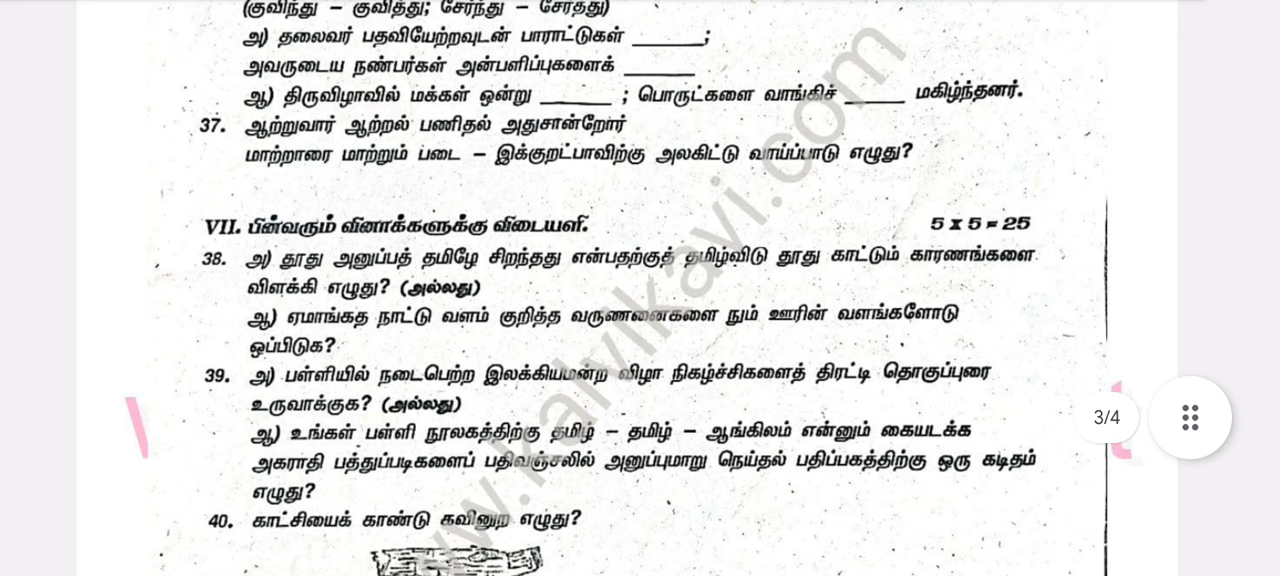 (குவிந்து – குவித்து; சேர்ந்து – சேர்த்து)
அ) தலைவர் பதவியேற்றவுடன் பாராட்டுகள் ______;
அவருடைய நண்பர்கள் அன்பளிப்புகளைக் ______
ஆ) திருவிழாவில் மக்கள் ஒன்று ______ ; பொருட்களை வாங்கிச் _____ மகிழ்ந்தனர்.
37. ஆற்றுவார் ஆற்றல் பணிதல் அதுசான்றோர்
மாற்றாரை மாற்றும் படை – இக்குறட்பாவிற்கு அலகிட்டு வாய்ப்பாடு எழுது?
VII. பின்வரும் வினாக்களுக்கு விடையளி. 5 x 5 = 25
38. அ) தூது அனுப்பத் தமிழே சிறந்தது என்பதற்குத் தமிழ்விடு தூது காட்டும் காரணங்களை
விளக்கி எழுது? (அல்லது)
ஆ) ஏமாங்கத நாட்டு வளம் குறித்த வருணனைகளை நும் ஊரின் வளங்களோடு
ஒப்பிடுக?
39. அ) பள்ளியில் நடைபெற்ற இலக்கியமன்ற விழா நிகழ்ச்சிகளைத் திரட்டி தொகுப்புரை
உருவாக்குக? (அல்லது)
ஆ) உங்கள் பள்ளி நூலகத்திற்கு தமிழ் – தமிழ் – ஆங்கிலம் என்னும் கையடக்க
அகராதி பத்துப்படிகளைப் பதிவஞ்சலில் அனுப்புமாறு நெய்தல் பதிப்பகத்திற்கு ஒரு கடிதம்
எழுது?
40. காட்சியைக் காண்டு கவினுற எழுது?
3/4
www.kalvikavi.com